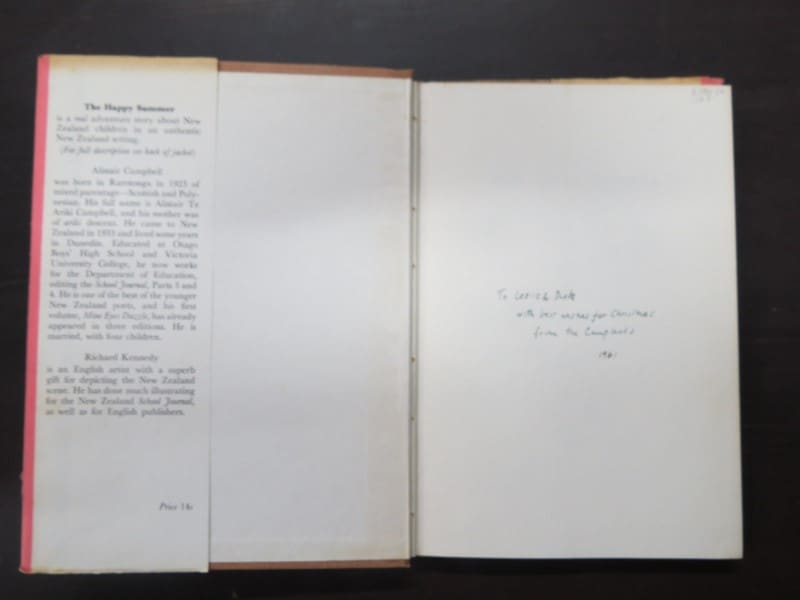 The Happy Summer
is a real adventure story about New
Zealand children in an authentic
New Zealand setting.
(For full description see back of jacket)
Alistair Campbell
was born in Rarotonga in 1925 of
mixed parentage—Scottish and Poly-
nesian. His full name is Alistair Te
Ariki Campbell, and his mother was
of ariki descent. He came to New
Zealand in 1933 and lived some years
in Dunedin. Educated at Otago
Boys' High School and Victoria
University College, he now works
for the Department of Education,
editing the School Journal, Parts 3 and
4. He is one of the best of the younger
New Zealand poets, and his first
volume, Mine Eyes Dazzle, has already
appeared in three editions. He is
married, with four children.
Richard Kennedy
is an English artist with a superb
gift for depicting the New Zealand
scene. He has done much illustrating
for the New Zealand School Journal,
as well as for English publishers.
Price 14s
To
with best wishes for Christmas
from the Campbells
1961